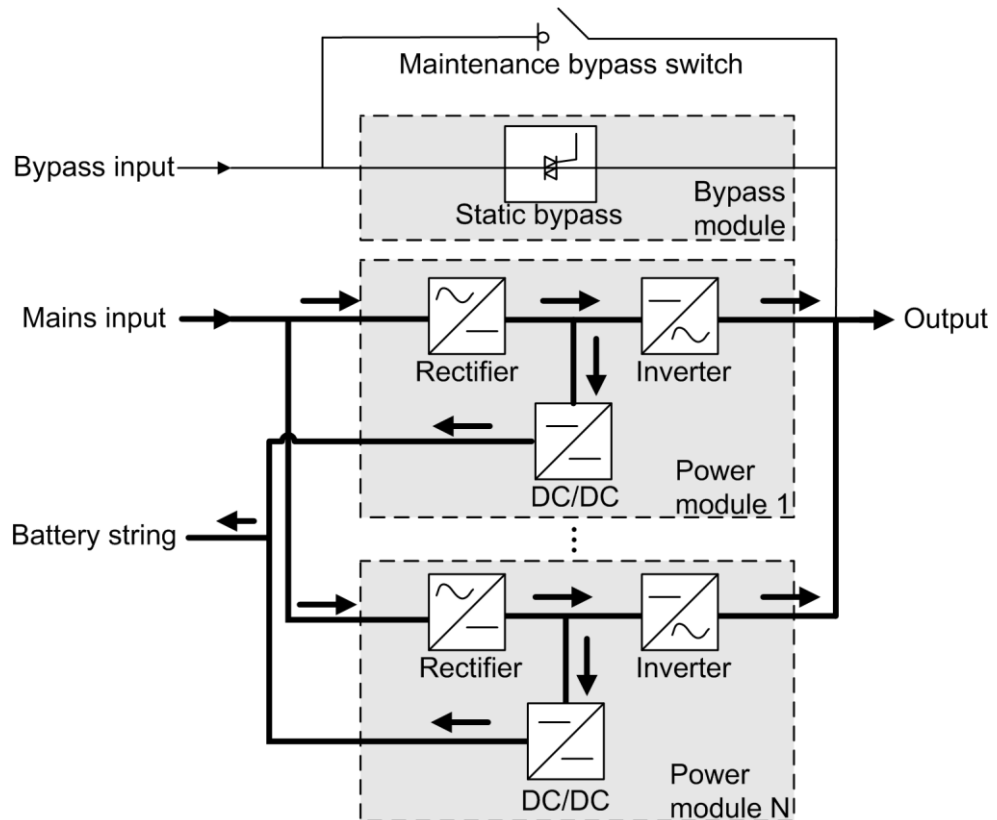 Maintenance bypass switch
Bypass input
Static bypass
Bypass
module
Mains input
Rectifier
Inverter
Output
DC/DC
Power
module 1
Battery string
Rectifier
Inverter
DC/DC
Power
module N